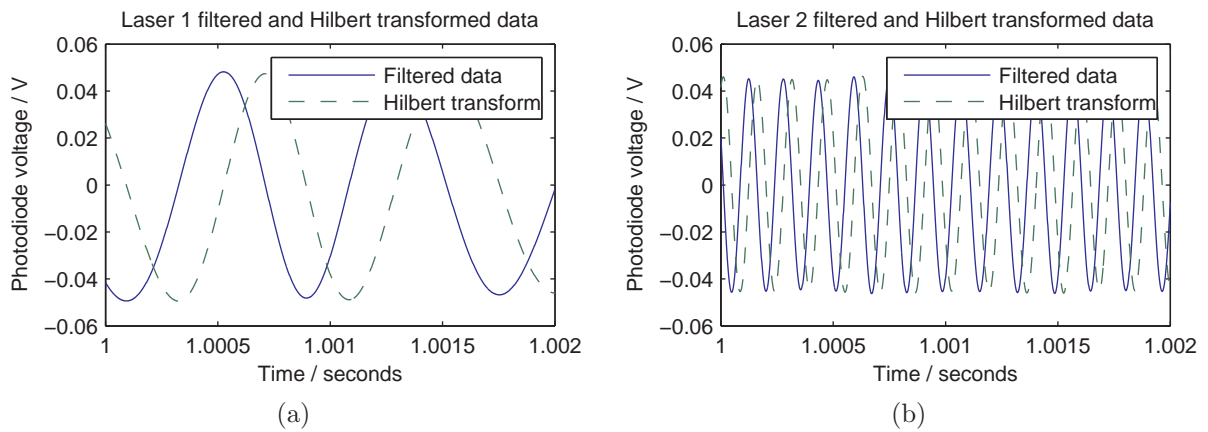 Laser 1 filtered and Hilbert transformed data
0.06
0.04
0.02
0
−0.02
−0.04
−0.06
Photodiode voltage / V
Filtered data
Hilbert transform
1
1.0005
1.001
1.0015
1.002
Time / seconds
(a)
Laser 2 filtered and Hilbert transformed data
0.06
0.04
0.02
0
−0.02
−0.04
−0.06
Photodiode voltage / V
Filtered data
Hilbert transform
1
1.0005
1.001
1.0015
1.002
Time / seconds
(b)